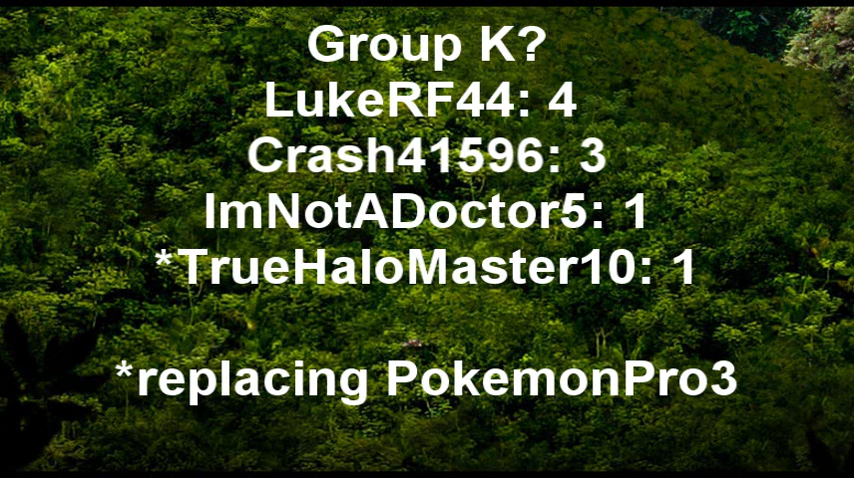 Group K?
LukeRF44: 4
Crash41596: 3
ImNotADoctor5: 1
*TrueHaloMaster10: 1
*replacing PokemonPro3